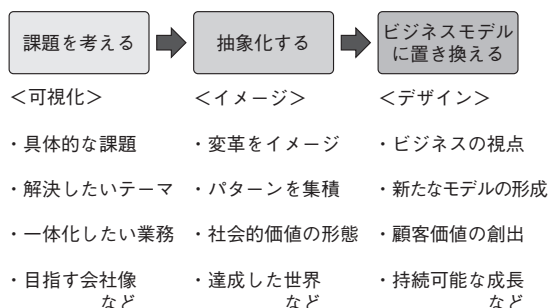 課題を考える
抽象化する
ビジネスモデル
に置き換える
＜可視化＞
・具体的な課題
・解決したいテーマ
・一体化したい業務
・目指す会社像
など
＜イメージ＞
・変革をイメージ
・パターンを集積
・社会的価値の形態
・達成した世界
など
＜デザイン＞
・ビジネスの視点
・新たなモデルの形成
・顧客価値の創出
・持続可能な成長
など